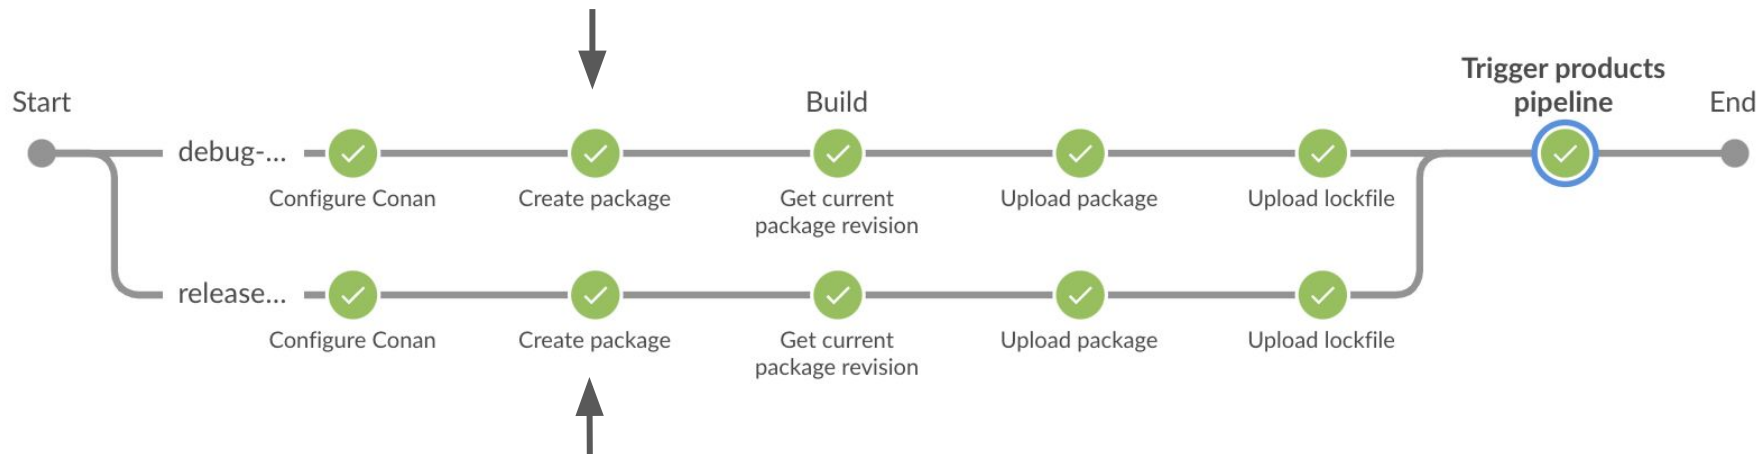 Trigger products
pipeline
Start
Build
End
debug-...
Configure Conan
Create package
Get current
package revision
Upload package
Upload lockfile
release...
Configure Conan
Create package
Get current
package revision
Upload package
Upload lockfile